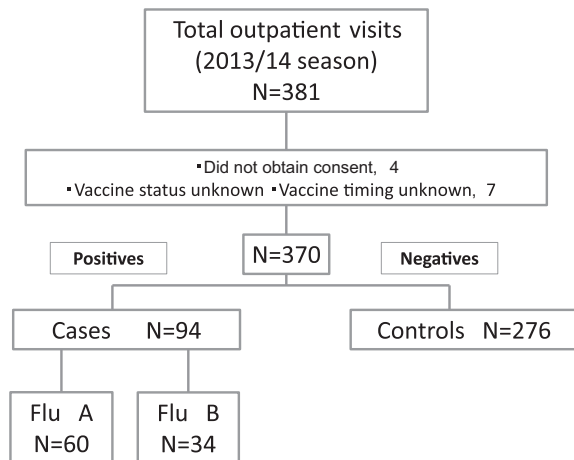 Total outpatient visits
(2013/14 season)
N=381
▪Did not obtain consent, 4
▪Vaccine status unknown ▪Vaccine timing unknown, 7
Positives
N=370
Negatives
Cases N=94
Controls N=276
Flu A
N=60
Flu B
N=34